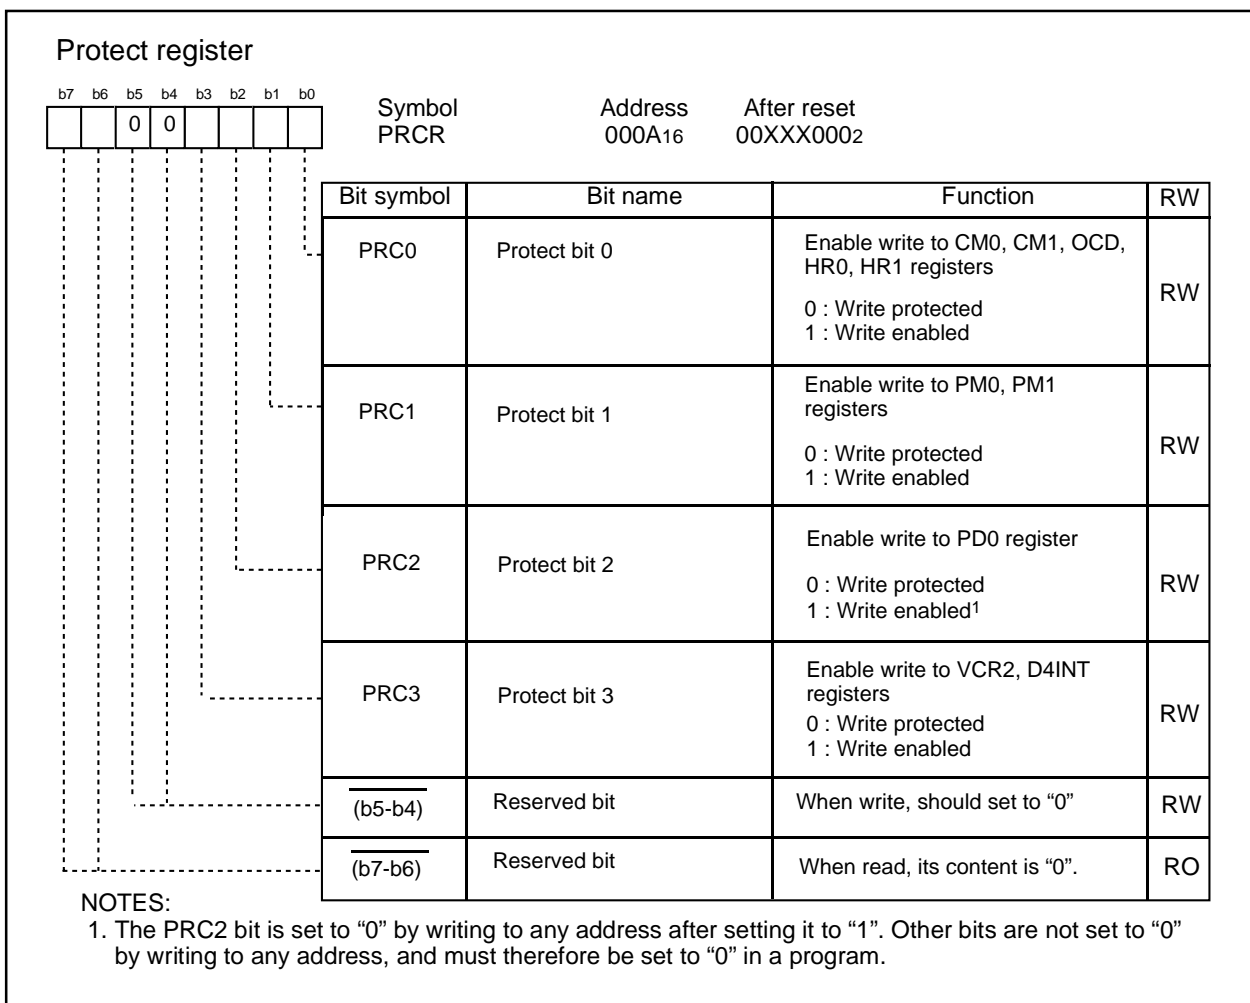 Protect register
b7 b6 b5 b4 b3 b2 b1 b0
0 0
Symbol Address After reset
PRCR 000A16 00XXX0002
Bit symbol Bit name Function RW
PRC0 Protect bit 0 Enable write to CM0, CM1, OCD,
HR0, HR1 registers
0 : Write protected
1 : Write enabled
RW
PRC1 Protect bit 1 Enable write to PM0, PM1
registers
0 : Write protected
1 : Write enabled
RW
PRC2 Protect bit 2 Enable write to PD0 register
0 : Write protected
1 : Write enabled1
RW
PRC3 Protect bit 3 Enable write to VCR2, D4INT
registers
0 : Write protected
1 : Write enabled
RW
(b5-b4) Reserved bit When write, should set to “0” RW
(b7-b6) Reserved bit When read, its content is “0”. RO
NOTES:
1. The PRC2 bit is set to “0” by writing to any address after setting it to “1”. Other bits are not set to “0”
by writing to any address, and must therefore be set to “0” in a program.